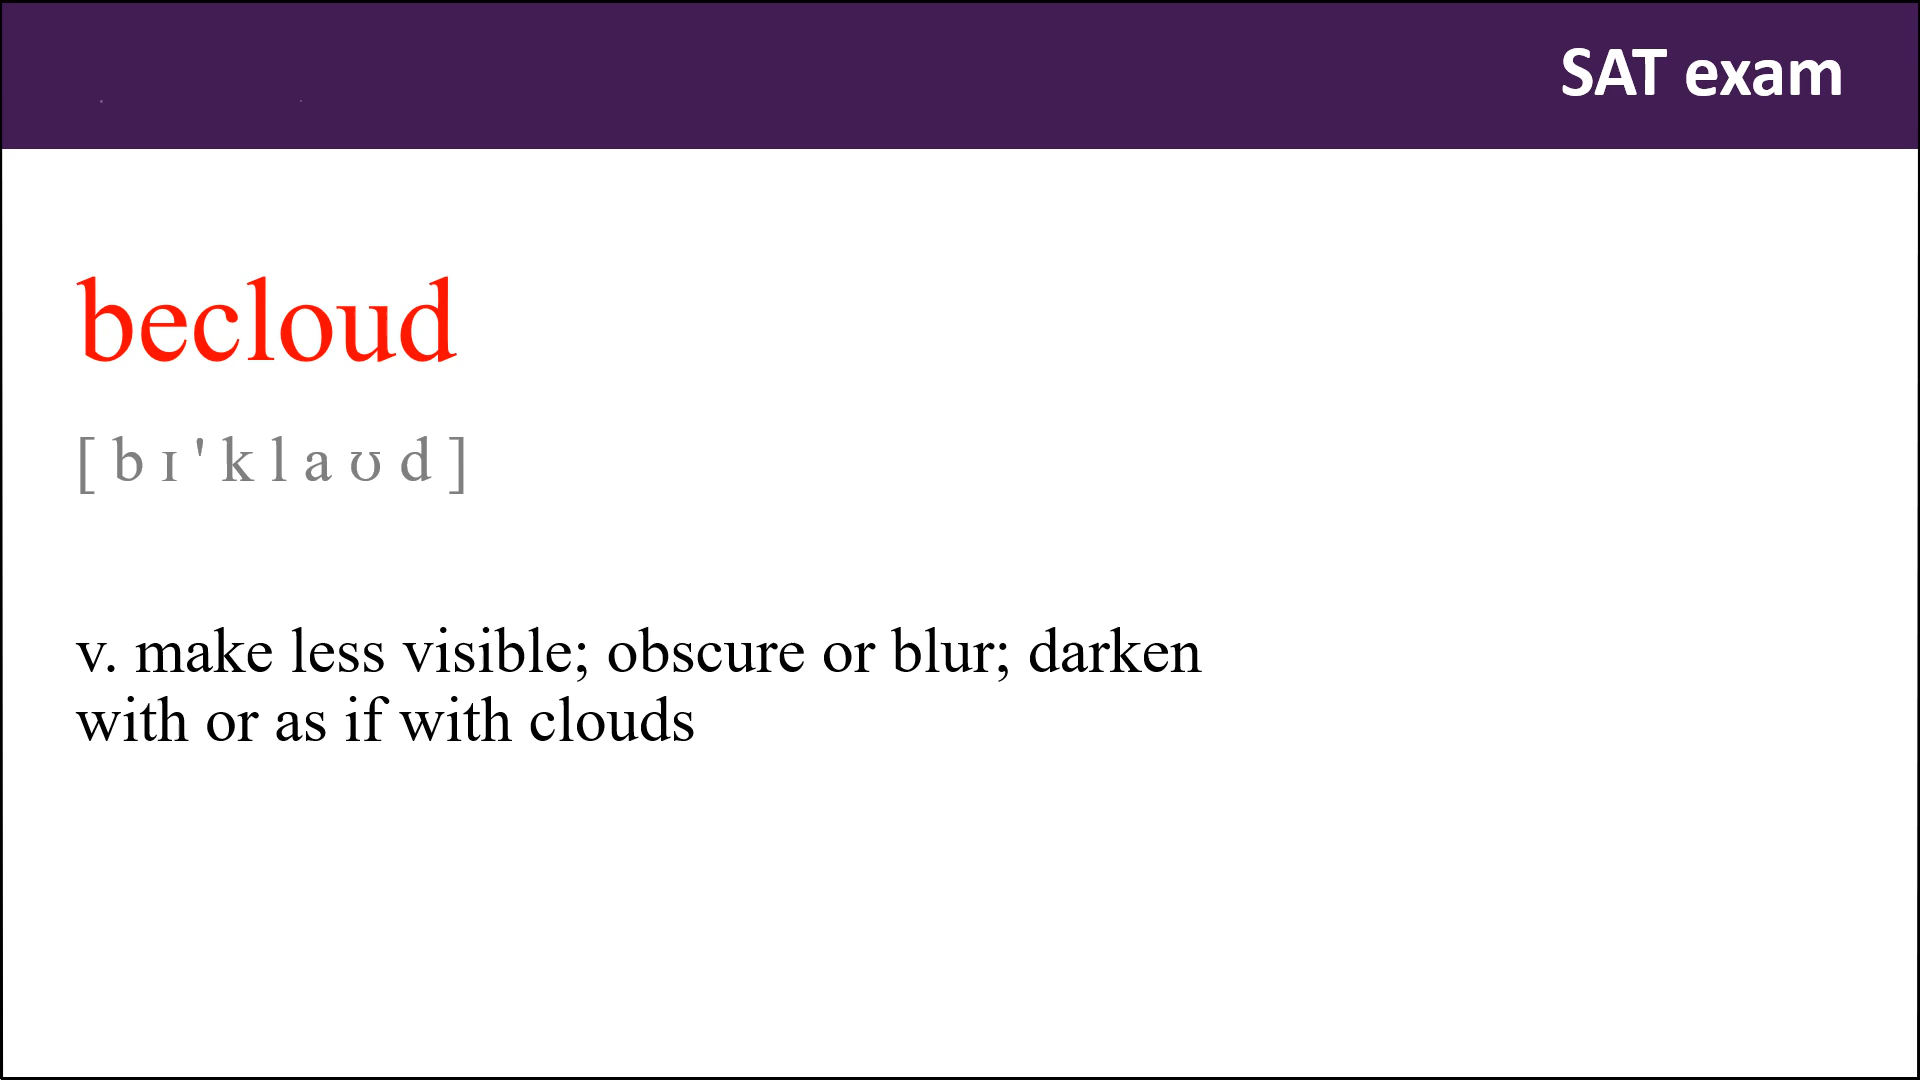 SAT exam
becloud
[ b ɪ ' k l a ʊ d ]
v. make less visible; obscure or blur; darken
with or as if with clouds